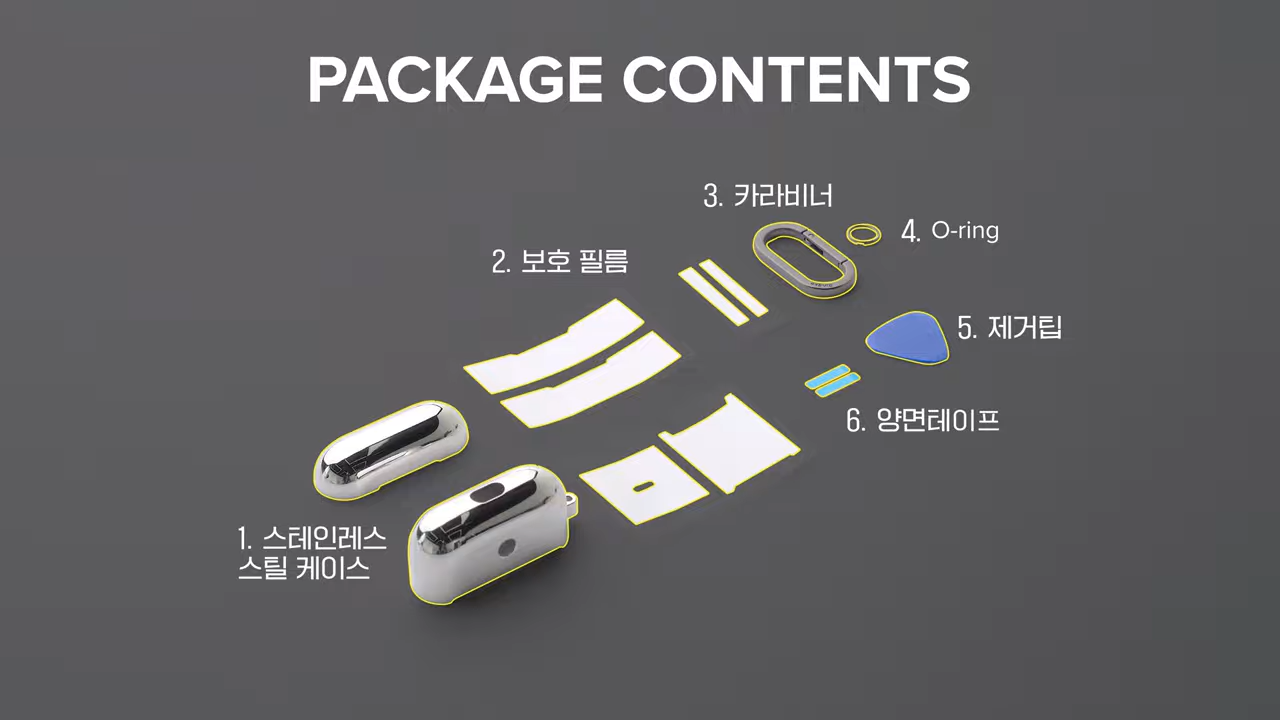 PACKAGE CONTENTS
3. 카라비너
4. O-ring
2. 보호 필름
5. 제거팁
6. 양면테이프
1. 스테인레스
스틸 케이스